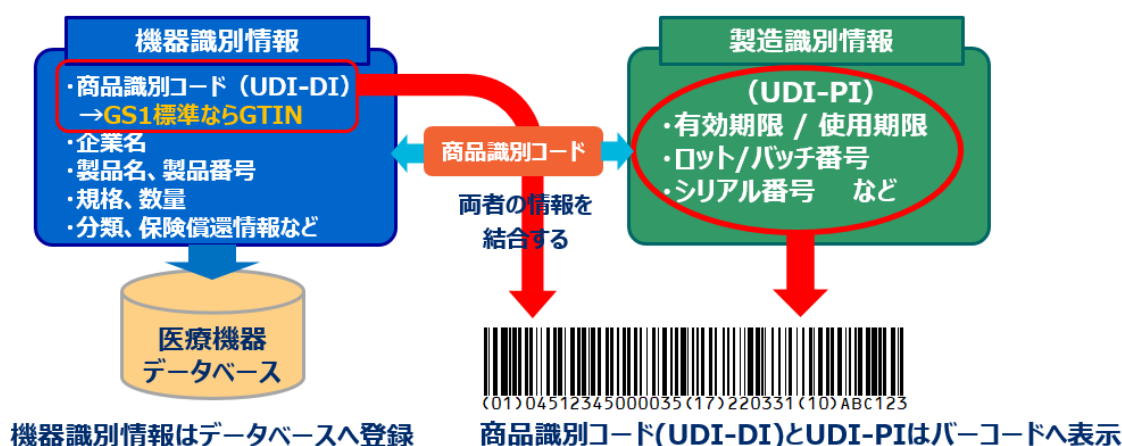 機器識別情報
・商品識別コード（UDI-DI）
→GS1標準ならGTIN
・企業名
・製品名、製品番号
・規格、数量
・分類、保険償還情報など
商品識別コード
両者の情報を
結合する
製造識別情報
（UDI-PI）
・有効期限 / 使用期限
・ロット/バッチ番号
・シリアル番号　など
医療機器
データベース
(01)04512345000035(17)220331(10)ABC123
機器識別情報はデータベースへ登録
商品識別コード(UDI-DI)とUDI-PIはバーコードへ表示